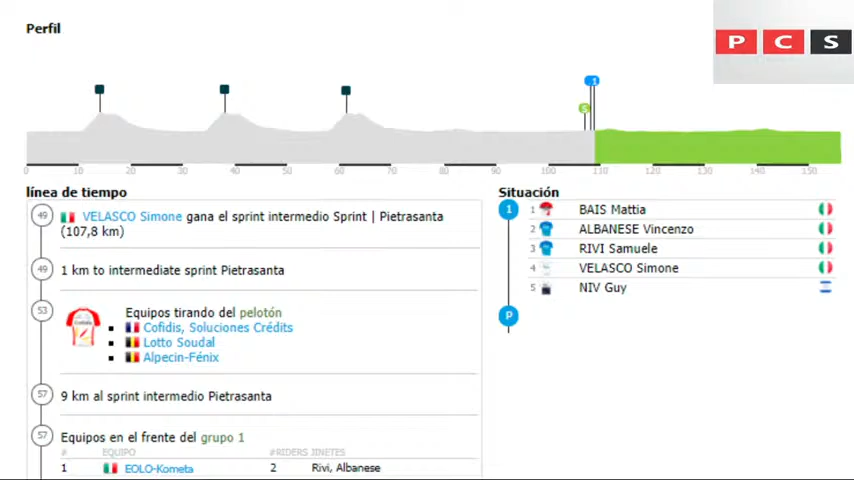 Perfil
P C S
1
S
0 10 20 30 40 50 60 70 80 90 100 110 120 130 140 150
línea de tiempo
49 VELASCO Simone gana el sprint intermedio Sprint | Pietrasanta
(107,8 km)
49 1 km to intermediate sprint Pietrasanta
53 Equipos tirando del pelotón
Cofidis
Cofidis, Soluciones Crédits
Lotto Soudal
Alpecin-Fénix
57 9 km al sprint intermedio Pietrasanta
57 Equipos en el frente del grupo 1
# EQUIPO #RIDERS JINETES
1 EOLO-Kometa 2 Rivi, Albanese
Situación
1 1 BAIS Mattia
2 ALBANESE Vincenzo
3 RIVI Samuele
4 VELASCO Simone
5 NIV Guy
P